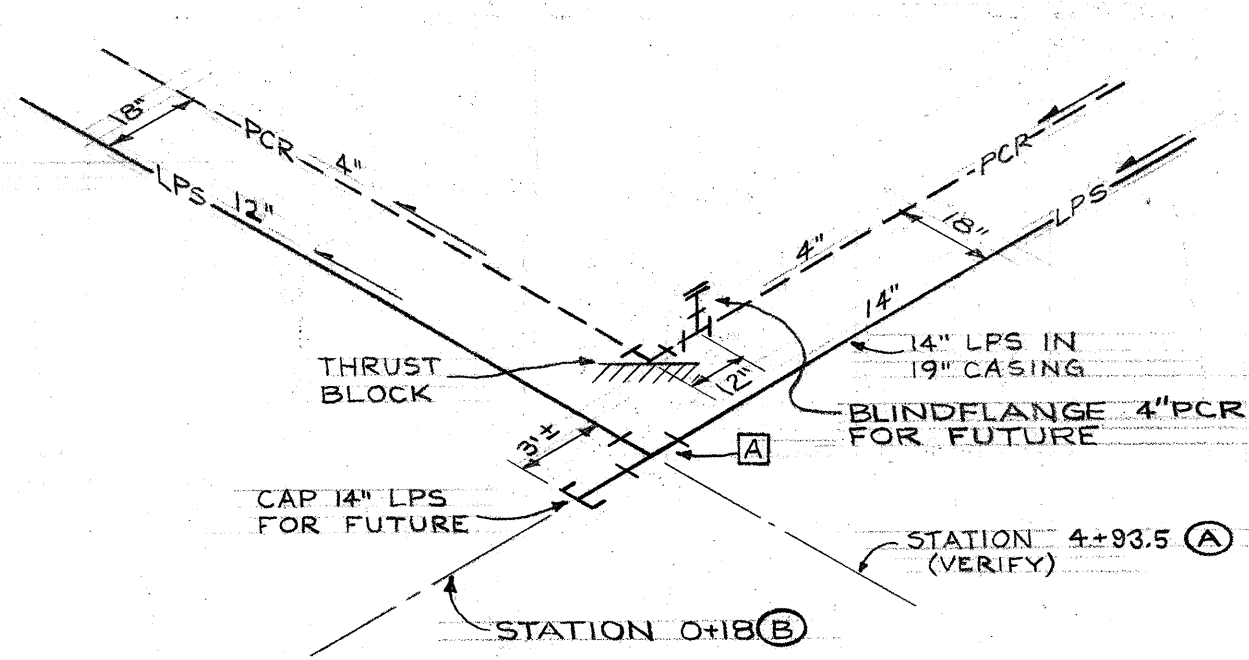 18"
PCR 4"
LPS 12"
PCR
LPS
18"
4"
14"
14" LPS IN
19" CASING
THRUST
BLOCK
12"
BLINDFLANGE 4"PCR
FOR FUTURE
3'±
A
CAP 14" LPS
FOR FUTURE
STATION 4+93.5 A
(VERIFY)
STATION 0+18 B